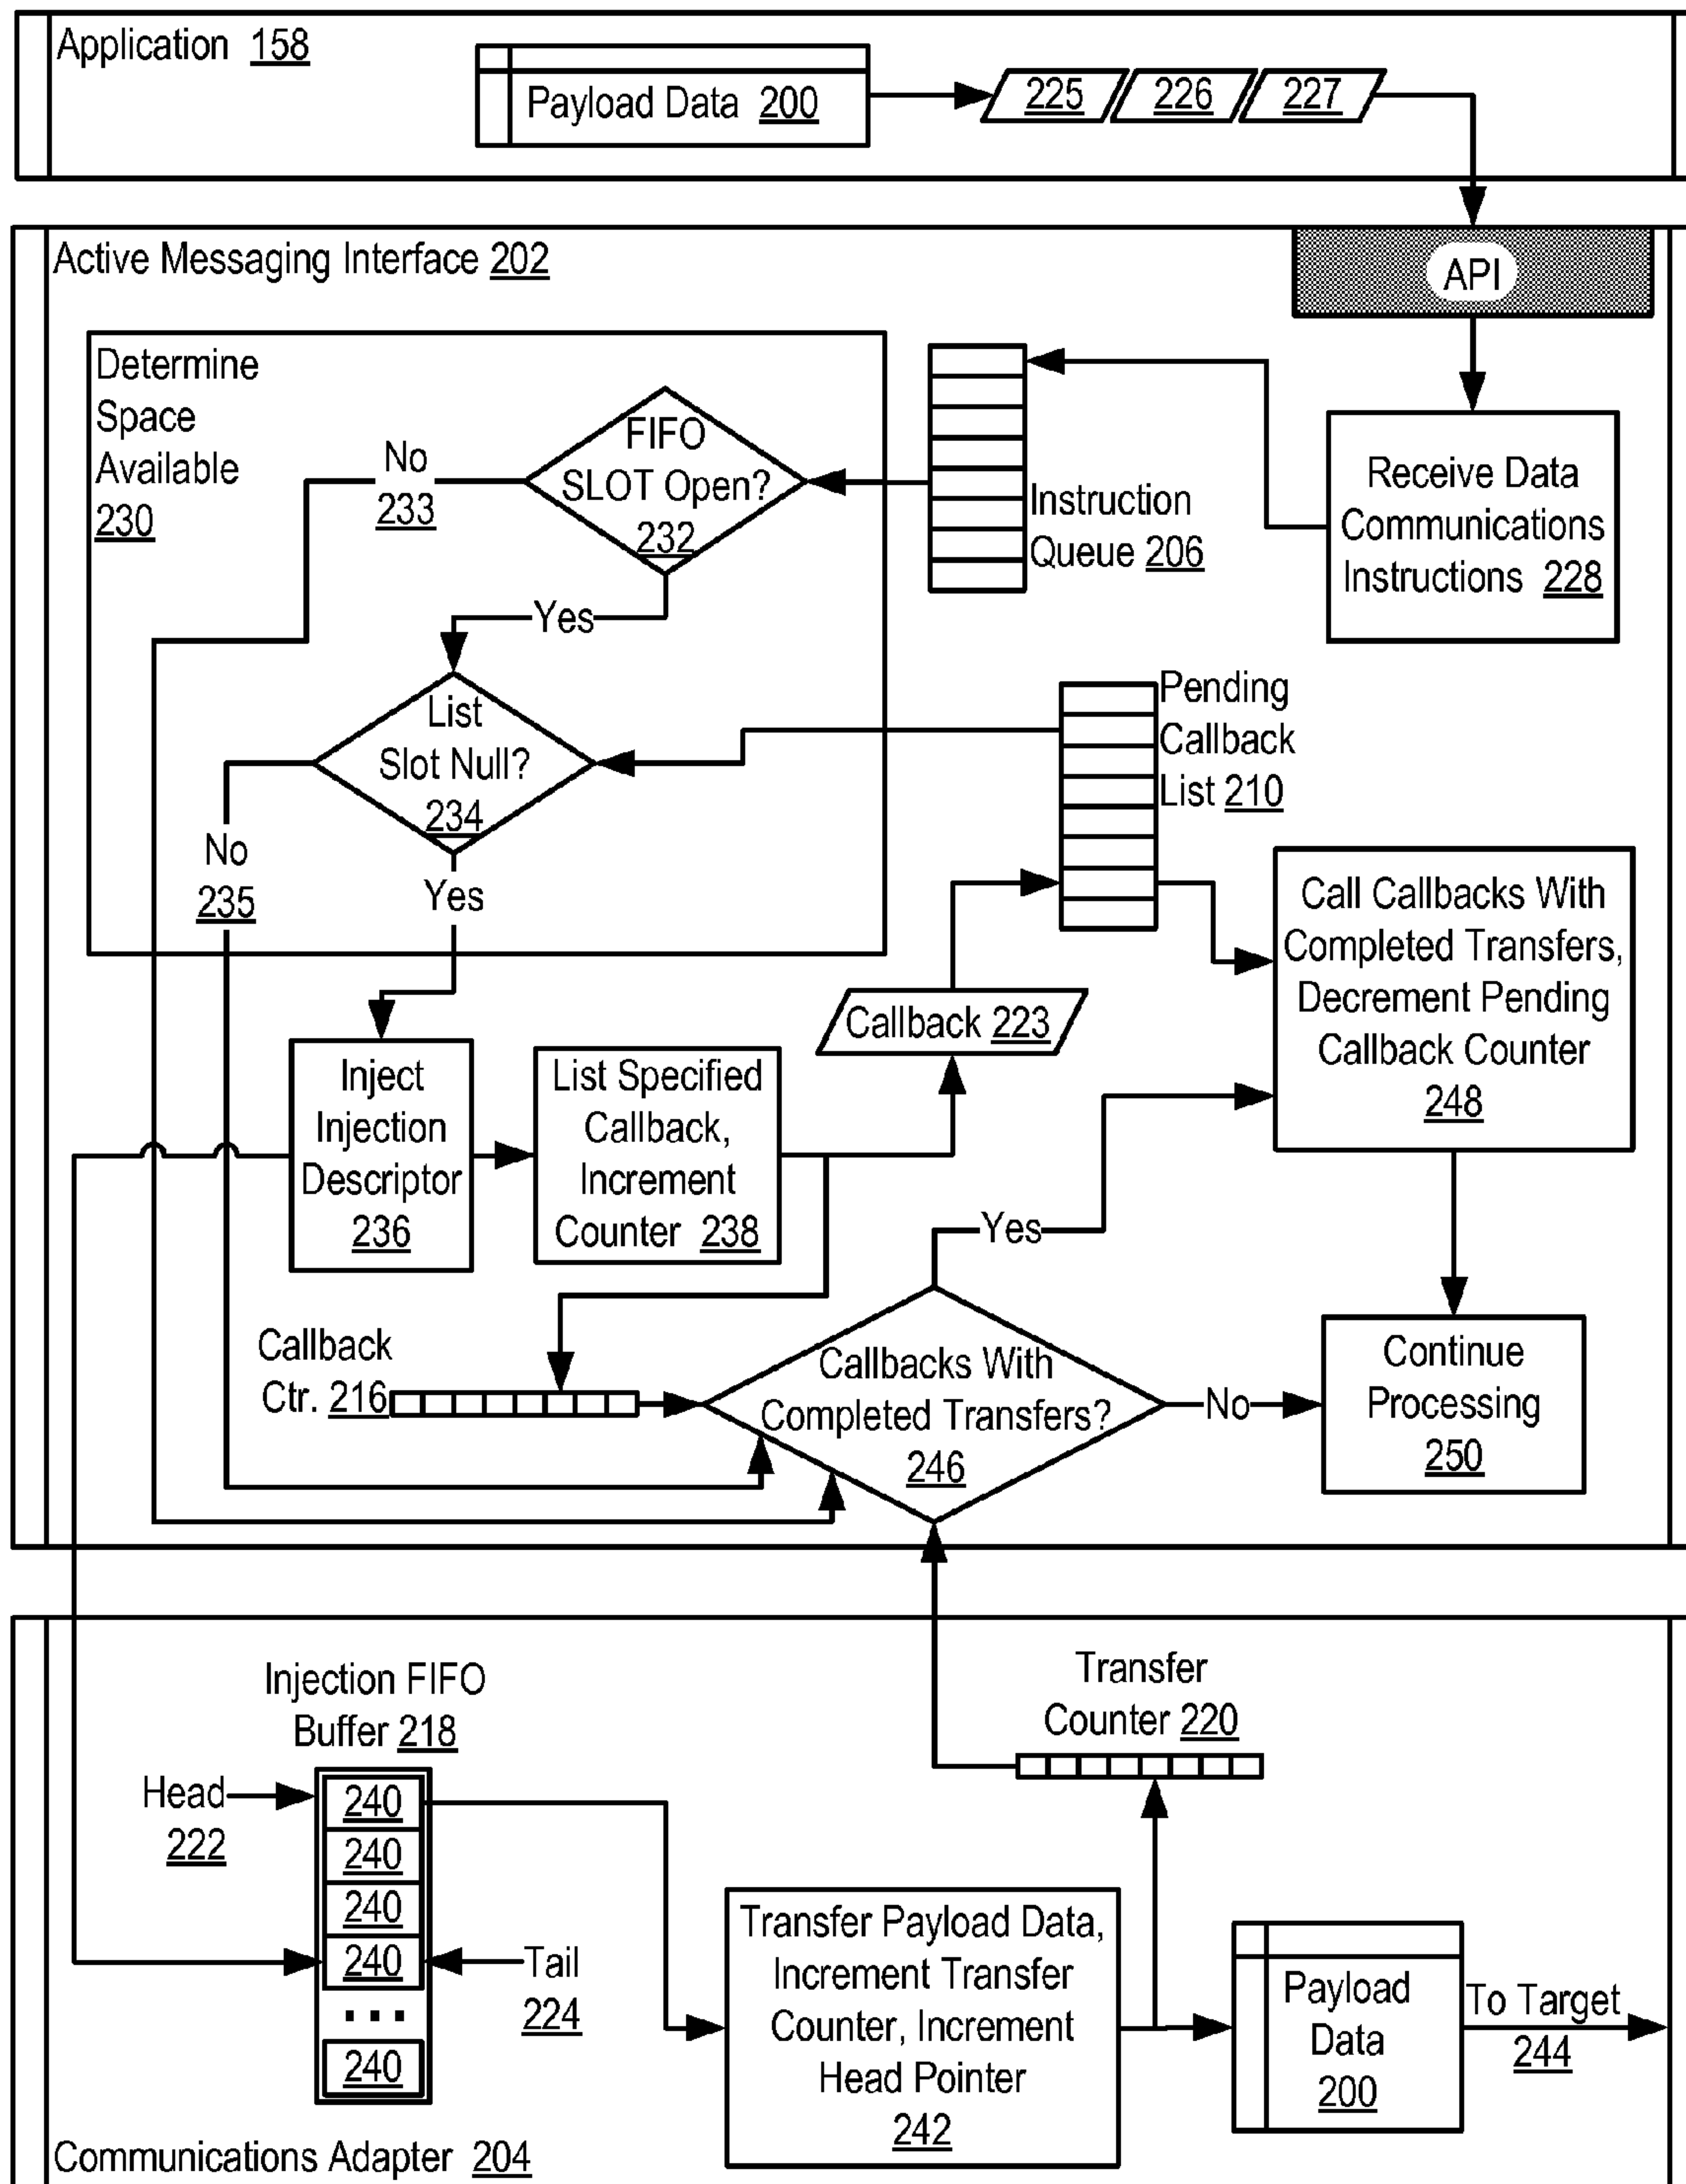 Application 158
Payload Data 200
225
226
227
Active Messaging Interface 202
API
Determine
Space
Available
230
FIFO
SLOT Open?
232
No
233
Yes
Instruction
Queue 206
Receive Data
Communications
Instructions 228
List
Slot Null?
234
No
235
Yes
Pending
Callback
List 210
Call Callbacks With
Completed Transfers,
Decrement Pending
Callback Counter
248
Callback 223
Inject
Injection
Descriptor
236
List Specified
Callback,
Increment
Counter 238
Yes
Callback
Ctr. 216
Callbacks With
Completed Transfers?
246
No
Continue
Processing
250
Injection FIFO
Buffer 218
Transfer
Counter 220
Head
222
240
240
240
240
...
240
Tail
224
Transfer Payload Data,
Increment Transfer
Counter, Increment
Head Pointer
242
Payload
Data
200
To Target
244
Communications Adapter 204